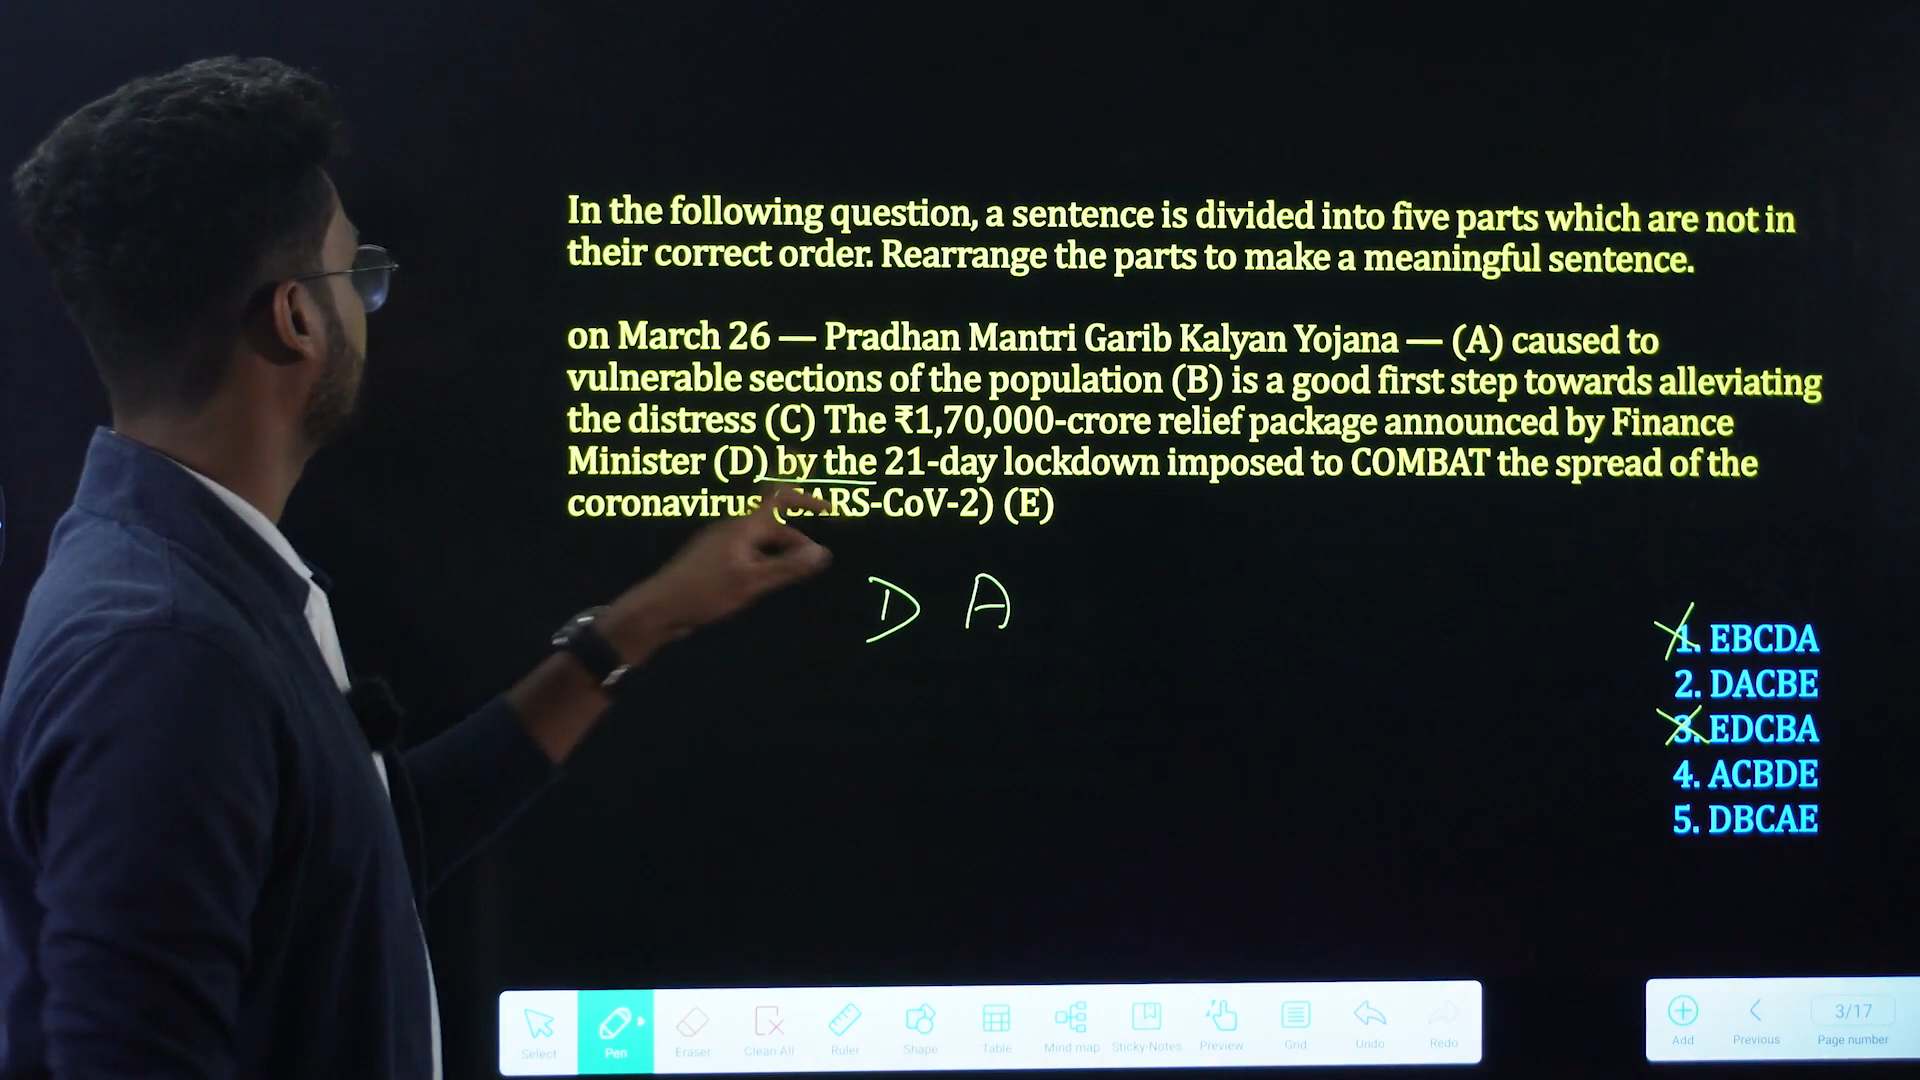 In the following question, a sentence is divided into five parts which are not in
their correct order. Rearrange the parts to make a meaningful sentence.
on March 26 — Pradhan Mantri Garib Kalyan Yojana — (A) caused to
vulnerable sections of the population (B) is a good first step towards alleviating
the distress (C) The ₹1,70,000-crore relief package announced by Finance
Minister (D) by the 21-day lockdown imposed to COMBAT the spread of the
coronavirus (SARS-CoV-2) (E)
D A
1. EBCDA
2. DACBE
3. EDCBA
4. ACBDE
5. DBCAE
Select Pen Eraser Clean All Ruler Shape Table Mind map Sticky Notes Preview Grid Undo Redo
Add Previous 3/17 Page number